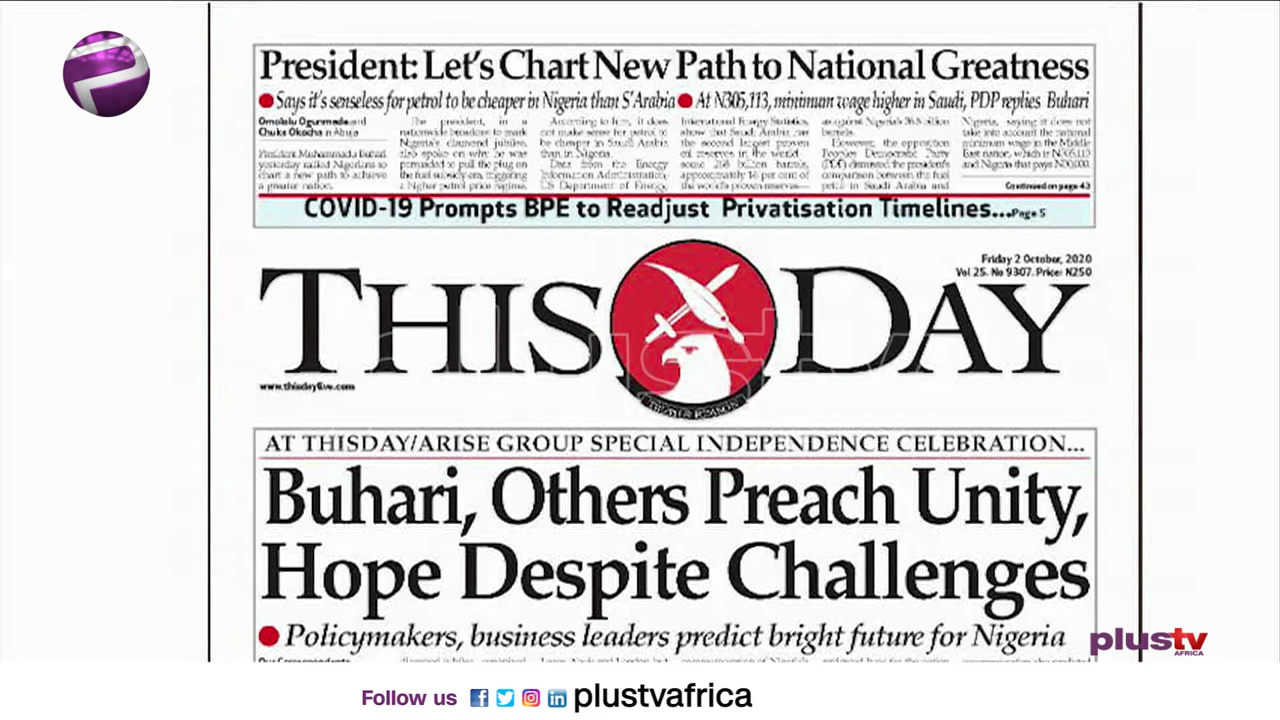 President: Let's Chart New Path to National Greatness
Says it's senseless for petrol to be cheaper in Nigeria than S'Arabia At N305,113, minimum wage higher in Saudi, PDP replies Buhari
Omololu Ogunmade and
Chuks Okocha in Abuja
President Muhammadu Buhari
yesterday called Nigerians to
chart a new path to achieve
a greater nation.
The president, in a
nationwide broadcast to mark
Nigeria's diamond jubilee,
also spoke on why he was
persuaded to pull the plug on
the fuel subsidy on, triggering
a higher petrol price regime.
According to him, it does
not make sense for petrol to
be cheaper in Saudi Arabia
than in Nigeria.
Data from the Energy
Information Administration,
US Department of Energy,
International Energy Statistics,
show that Saudi Arabia has
the second largest proven
oil reserves in the world
268 billion barrels,
approximately 16 per cent of
the world's proven reserves—
as against Nigeria's 36.8 billion
barrels.
However, the opposition
Peoples Democratic Party
(PDP) dismissed the president's
comparison between the fuel
price in Saudi Arabia and
Nigeria, saying it does not
take into account the national
minimum wage in the Middle
East nation, which is N305,113
and Nigeria that pays N30,000.
Continued on page 43
COVID-19 Prompts BPE to Readjust Privatisation Timelines...Page 5
THISDAY
Friday 2 October, 2020
Vol 25. No 9307. Price: N250
www.thisdaylive.com
TRUTH & REASON
plustv
AT THISDAY/ARISE GROUP SPECIAL INDEPENDENCE CELEBRATION...
Buhari, Others Preach Unity,
Hope Despite Challenges
Policymakers, business leaders predict bright future for Nigeria
Our Correspondents
plustv
AFRICA
Follow us plustvafrica